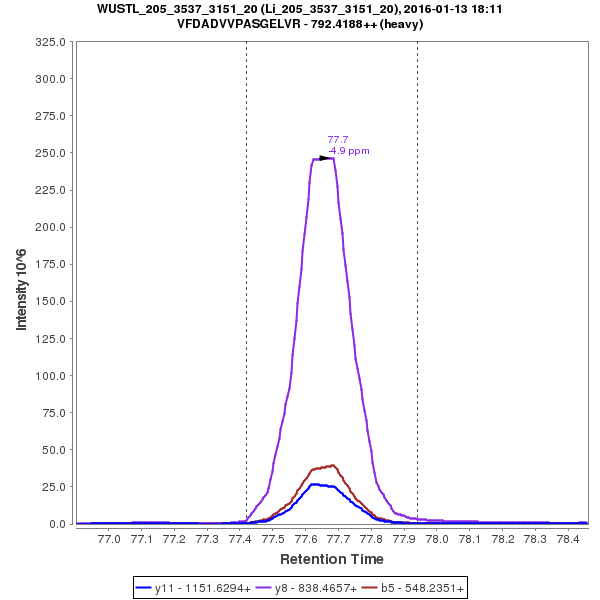 WUSTL_205_3537_3151_20 (Li_205_3537_3151_20), 2016-01-13 18:11
VFDADVVPASGELVR - 792.4188++ (heavy)
325.0
300.0
275.0
250.0
225.0
200.0
175.0
150.0
125.0
100.0
75.0
50.0
25.0
0.0
Intensity 10^6
77.7
-4.9 ppm
77.0 77.1 77.2 77.3 77.4 77.5 77.6 77.7 77.8 77.9 78.0 78.1 78.2 78.3 78.4
Retention Time
y11 - 1151.6294+ y8 - 838.4657+ b5 - 548.2351+